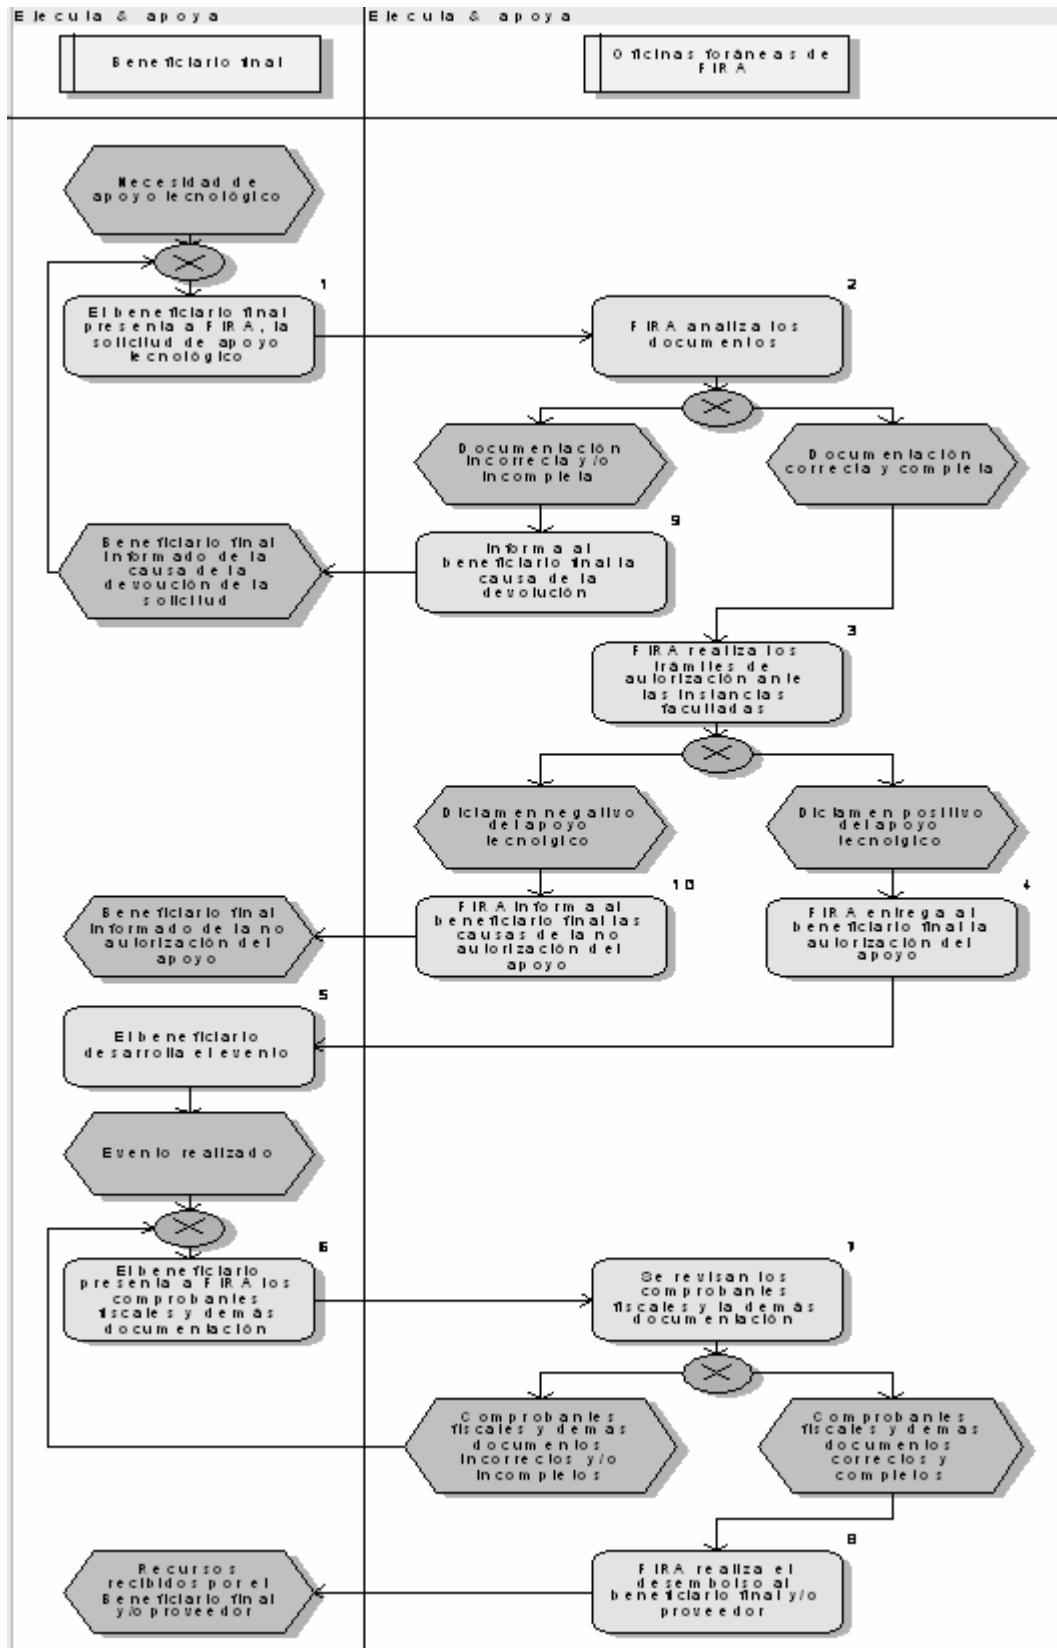 Ejecuta & apoya
Ejecuta & apoya
Beneficiario final
Oficinas foráneas de
FIRA
Necesidad de
apoyo tecnológico
1
El beneficiario final
presenta a FIRA, la
solicitud de apoyo
tecnológico
2
FIRA analiza los
documentos
Documentación
incorrecta y/o
incompleta
Documentación
correcta y completa
Beneficiario final
informado de la
causa de la
devoución de la
solicitud
9
Informa al
beneficiario final la
causa de la
devolución
3
FIRA realiza los
trámites de
autorización ante
las instancias
facultadas
Dictamen negativo
del apoyo
tecnolgico
Dictamen positivo
del apoyo
tecnolgico
Beneficiario final
informado de la no
autorización del
apoyo
10
FIRA informa al
beneficiario final las
causas de la no
autorización del
apoyo
4
FIRA entrega al
beneficiario final la
autorización del
apoyo
5
El beneficiario
desarrolla el evento
Evento realizado
6
El beneficiario
presenta a FIRA los
comprobantes
fiscales y demás
documentación
7
Se revisan los
comprobantes
fiscales y la demás
documentación
Comprobantes
fiscales y demás
documentos
incorrectos y/o
incompletos
Comprobantes
fiscales y demás
documentos
correctos y
completos
8
FIRA realiza el
desembolso al
beneficiario final y/o
proveedor
Recursos
recibidos por el
Beneficiario final
y/o proveedor